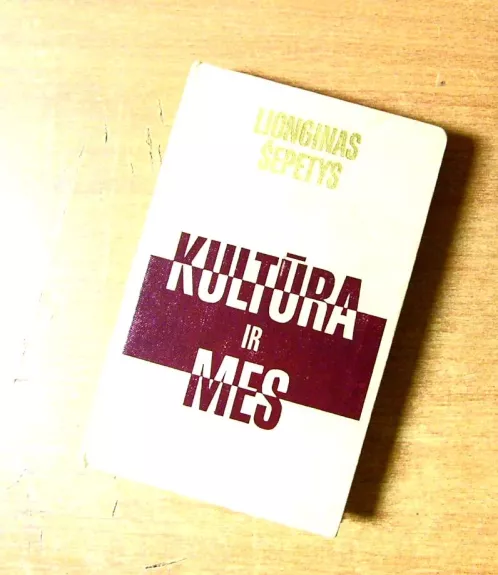 LIONGINAS
ŠEPETYS
KULTŪRA
IR
MES